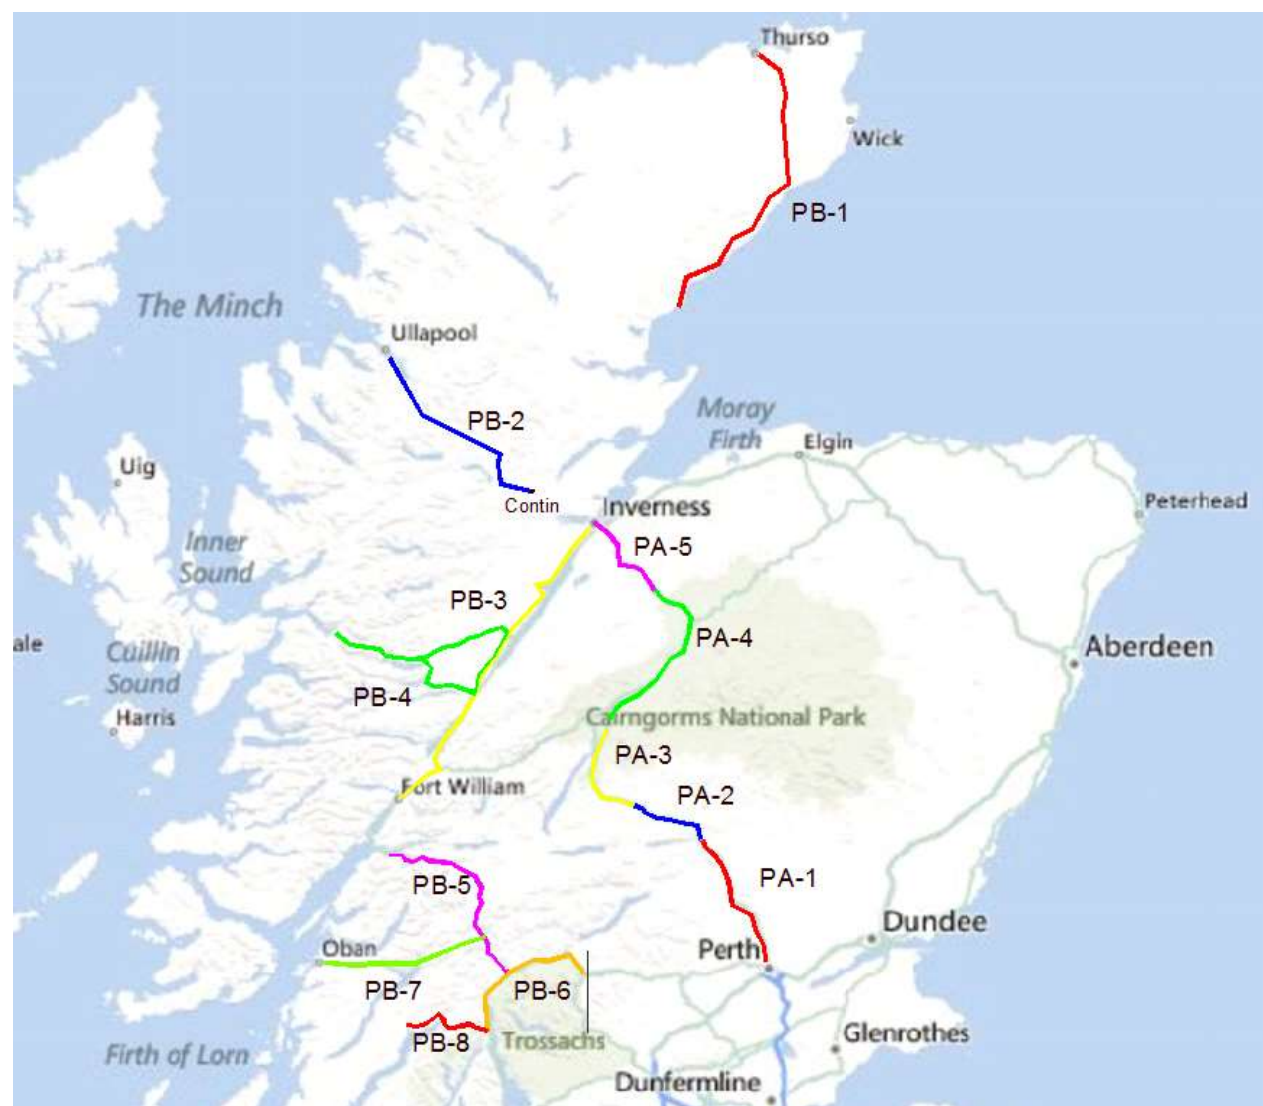 Thurso
Wick
PB-1
The Minch
Ullapool
PB-2
Moray
Firth
Elgin
Uig
Contin
Inverness
Peterhead
Inner
Sound
PA-5
PB-3
PA-4
ale
Cuillin
Sound
Aberdeen
PB-4
Harris
Cairngorms National Park
PA-3
Fort William
PA-2
PB-5
PA-1
Dundee
Oban
Perth
PB-7
PB-6
PB-8
Trossachs
Glenrothes
Firth of Lorn
Dunfermline